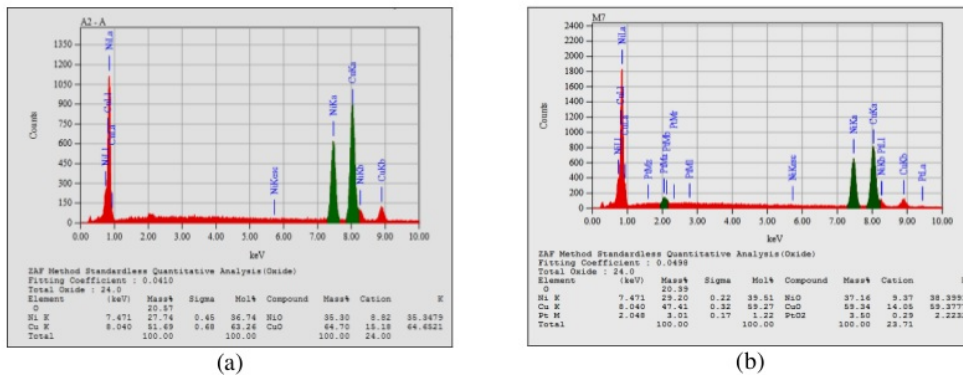 A2 - A
1350
1200
1050
900
750
600
450
300
150
0
Counts
NiLl
CuLl
NiLa
CuLa
NiKesc
NiKa
CuKa
NiKb
CuKb
0.00 1.00 2.00 3.00 4.00 5.00 6.00 7.00 8.00 9.00 10.00
keV
ZAF Method Standardless Quantitative Analysis(Oxide)
Fitting Coefficient : 0.0410
Total Oxide : 24.0
Element (keV) Mass% Sigma Mol% Compound Mass% Cation K
O 20.57
Ni K 7.471 27.74 0.45 36.74 NiO 35.30 8.82 35.3479
Cu K 8.040 51.69 0.68 63.26 CuO 64.70 15.18 64.6521
Total 100.00 100.00 100.00 24.00
(a)
M7
2400
2200
2000
1800
1600
1400
1200
1000
800
600
400
200
0
Counts
NiLl
CuLl
NiLa
CuLa
PtMz
PtMa
PtMb
PtMr
PtMl
NiKesc
NiKa
CuKa
NiKb PtLl
CuKb
PtLa
0.00 1.00 2.00 3.00 4.00 5.00 6.00 7.00 8.00 9.00 10.00
keV
ZAF Method Standardless Quantitative Analysis(Oxide)
Fitting Coefficient : 0.0498
Total Oxide : 24.0
Element (keV) Mass% Sigma Mol% Compound Mass% Cation
O 20.39
Ni K 7.471 29.20 0.22 39.51 NiO 37.16 9.37 38.399
Cu K 8.040 47.41 0.32 59.27 CuO 59.34 14.05 59.377
Pt M 2.048 3.01 0.17 1.22 PtO2 3.50 0.29 2.223
Total 100.00 100.00 100.00 23.71
(b)